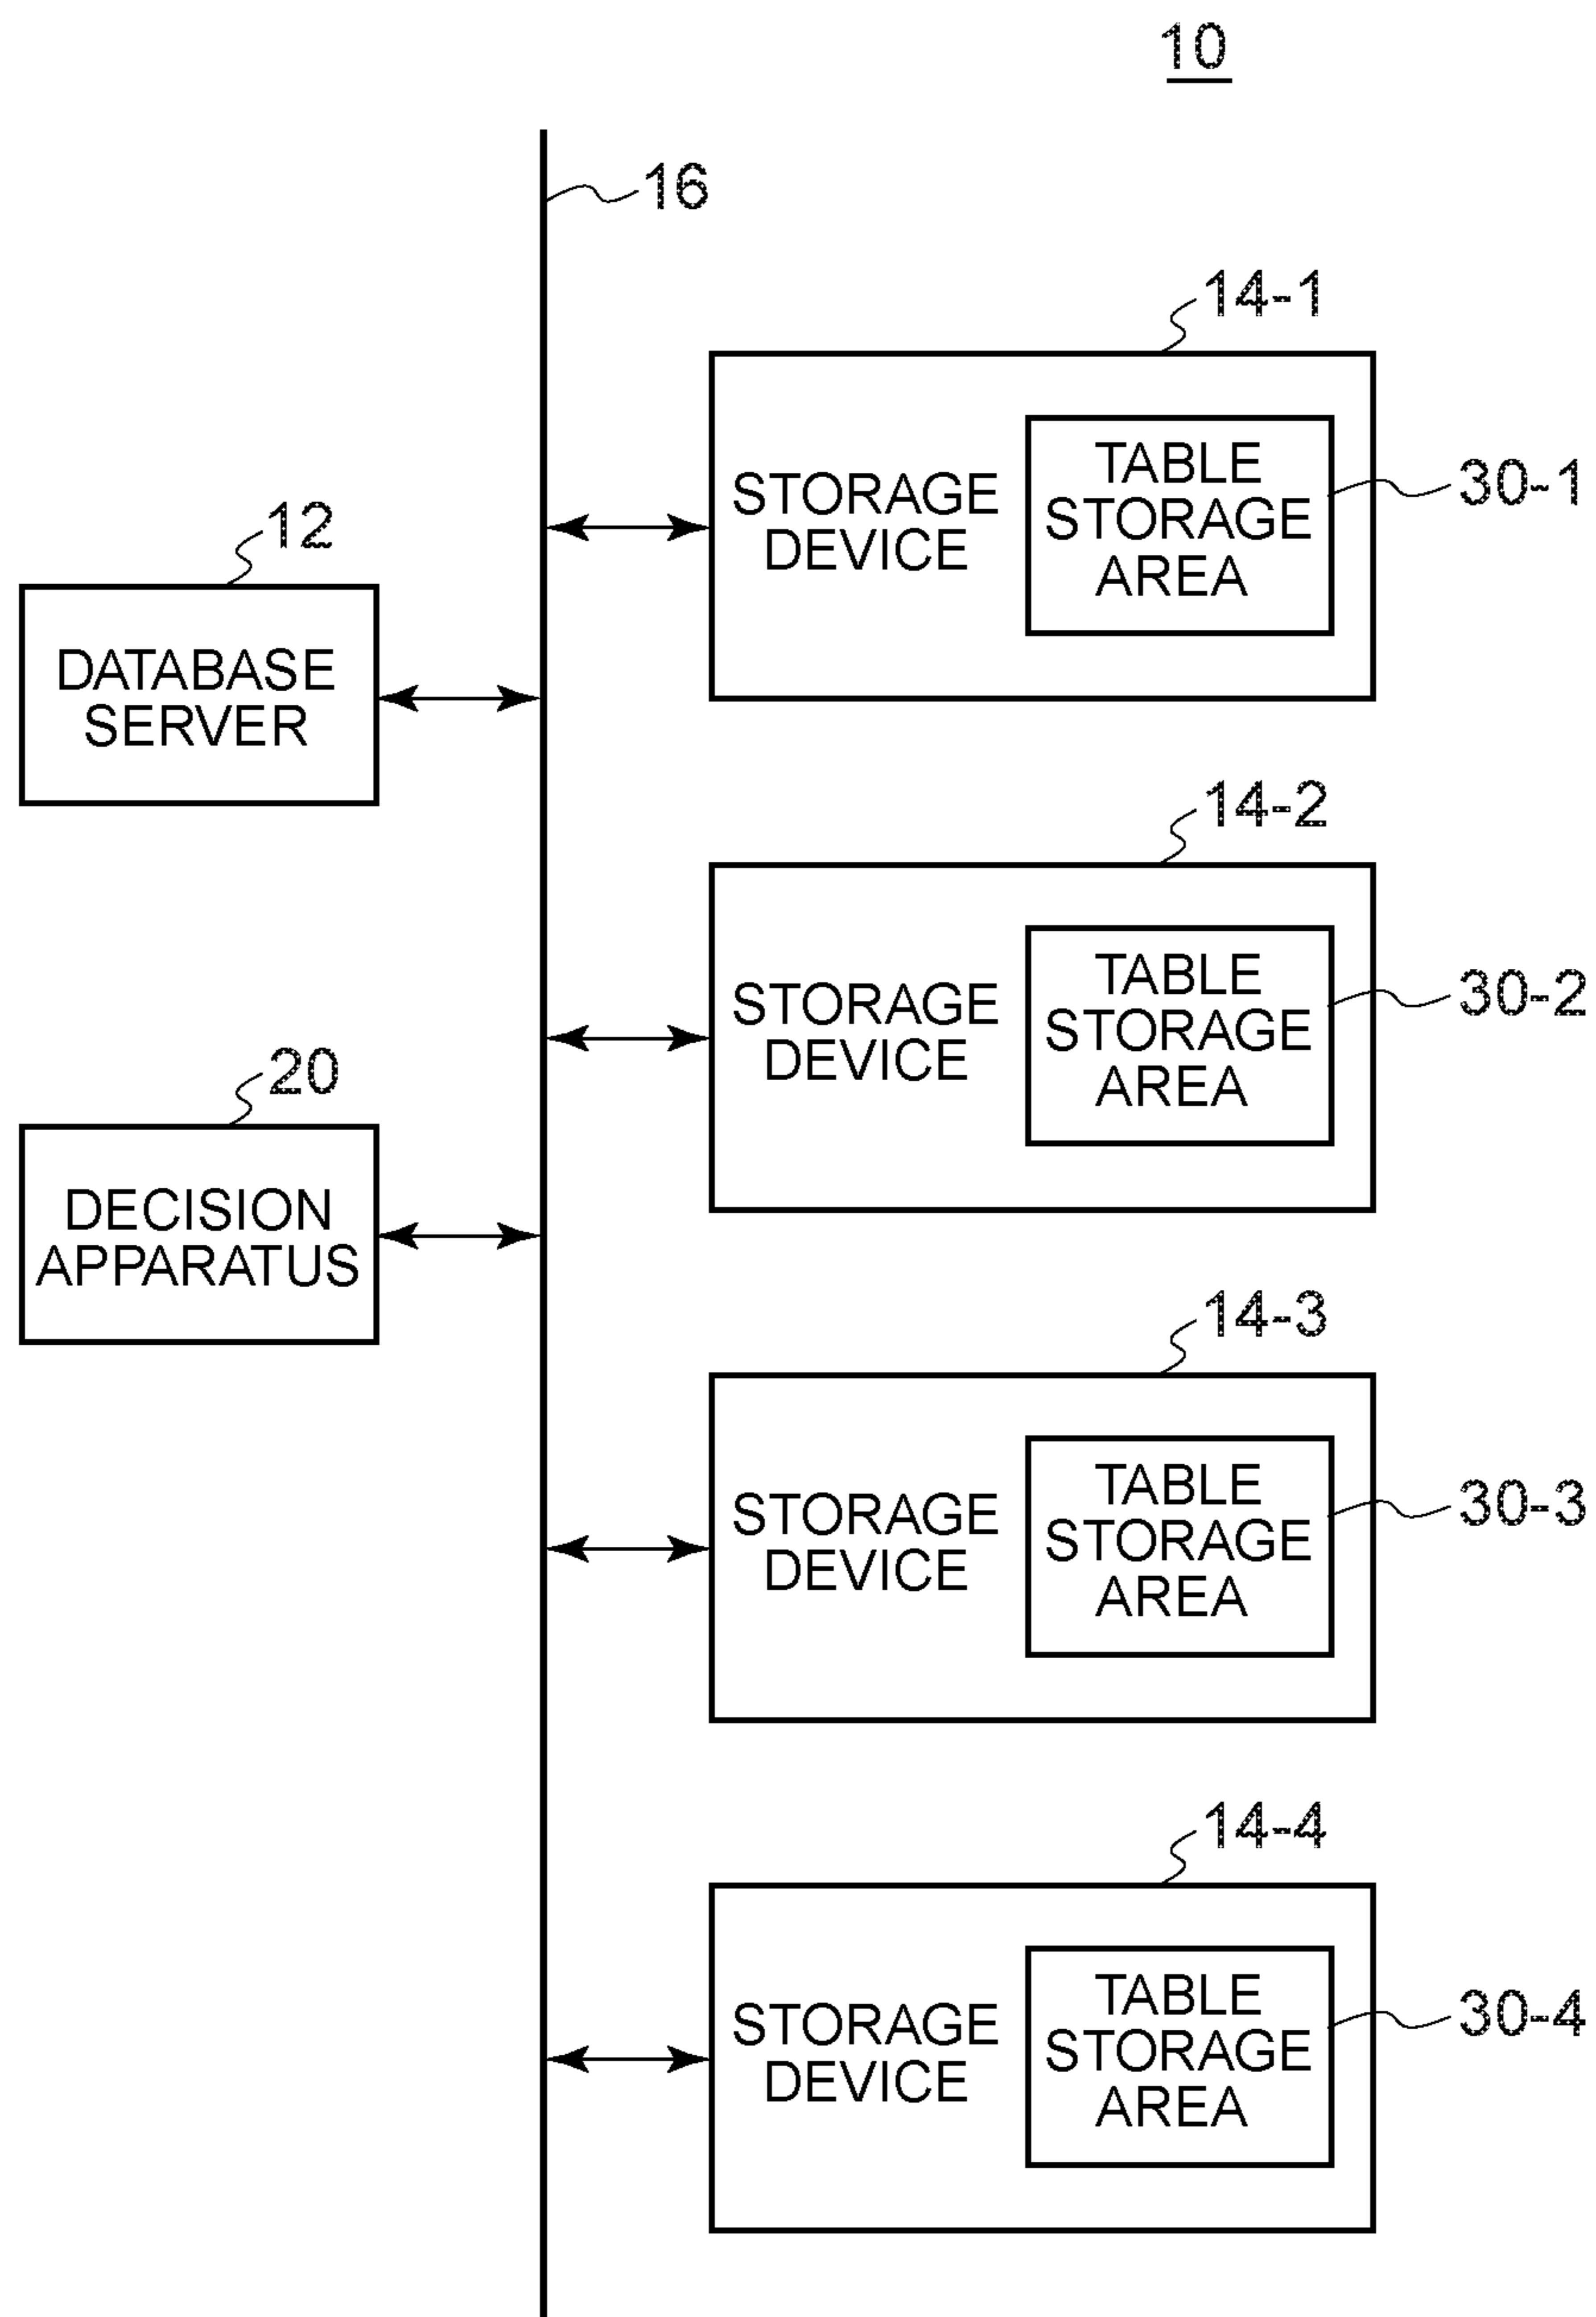 10
16
14-1
STORAGE
DEVICE
TABLE
STORAGE
AREA
30-1
12
DATABASE
SERVER
14-2
STORAGE
DEVICE
TABLE
STORAGE
AREA
30-2
20
DECISION
APPARATUS
14-3
STORAGE
DEVICE
TABLE
STORAGE
AREA
30-3
14-4
STORAGE
DEVICE
TABLE
STORAGE
AREA
30-4